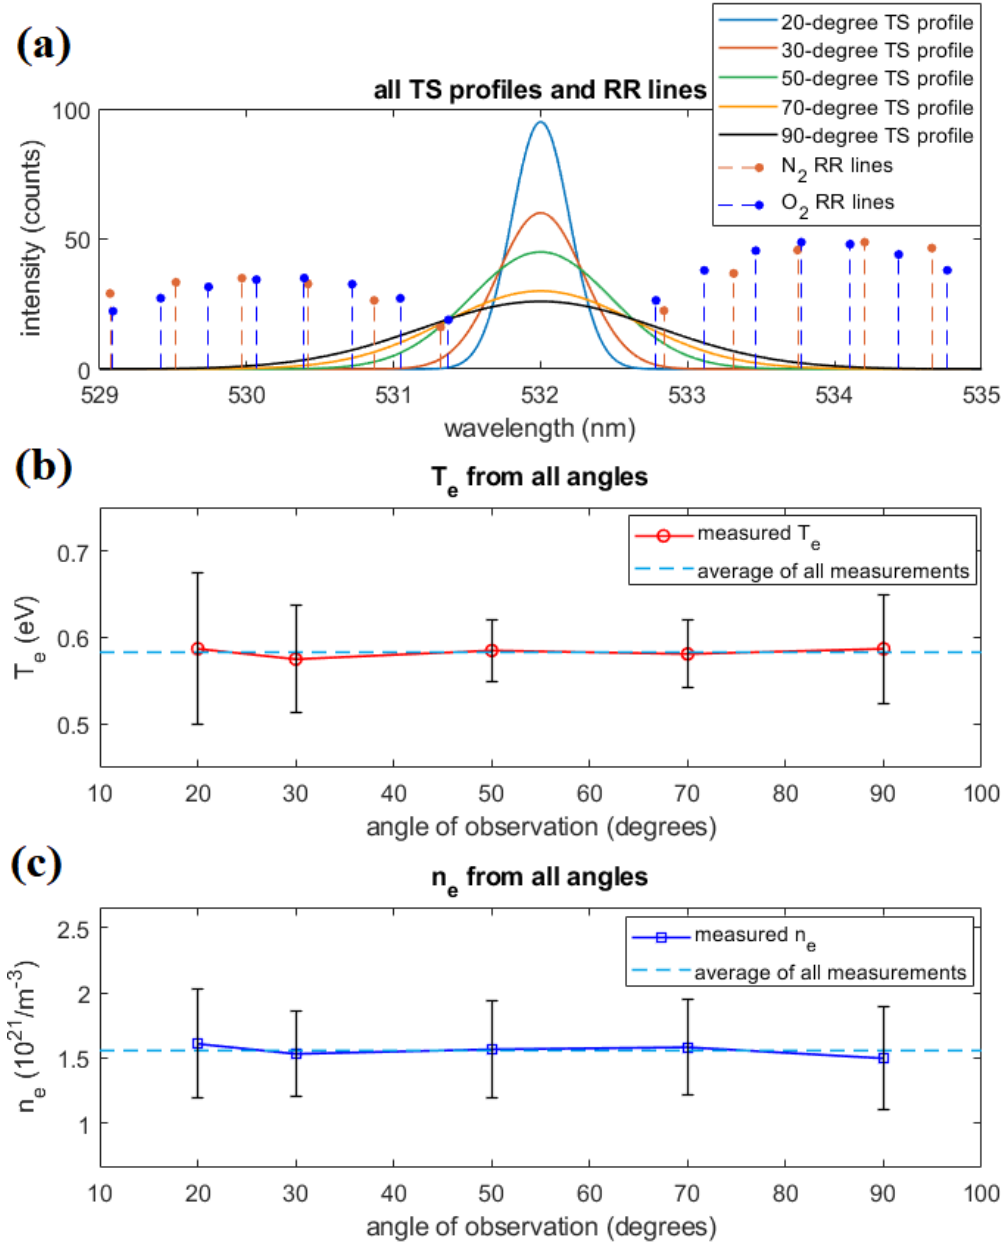 (a)
all TS profiles and RR lines
20-degree TS profile
30-degree TS profile
50-degree TS profile
70-degree TS profile
90-degree TS profile
N2 RR lines
O2 RR lines
intensity (counts)
100
50
0
529 530 531 532 533 534 535
wavelength (nm)
(b)
Te from all angles
measured Te
average of all measurements
Te (eV)
0.7
0.6
0.5
10 20 30 40 50 60 70 80 90 100
angle of observation (degrees)
(c)
ne from all angles
measured ne
average of all measurements
ne (10^21/m^-3)
2.5
2
1.5
1
10 20 30 40 50 60 70 80 90 100
angle of observation (degrees)